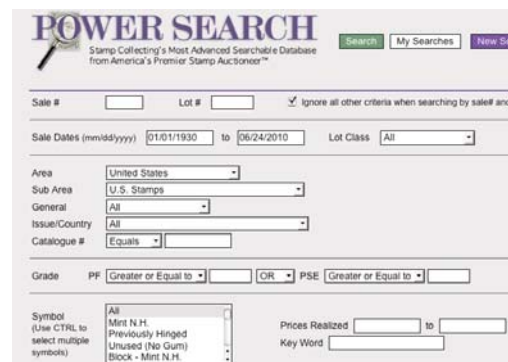 POWER SEARCH
Stamp Collecting's Most Advanced Searchable Database
from America's Premier Stamp Auctioneer™
Search My Searches New
Sale # Lot # Ignore all other criteria when searching by sale# and
Sale Dates (mm/dd/yyyy) 01/01/1930 to 06/24/2010 Lot Class All
Area United States
Sub Area U.S. Stamps
General All
Issue/Country All
Catalogue # Equals
Grade PF Greater or Equal to OR PSE Greater or Equal to
Symbol
(Use CTRL to
select multiple
symbols)
All
Mint N.H.
Previously Hinged
Unused (No Gum)
Block - Mint N.H.
Prices Realized to
Key Word